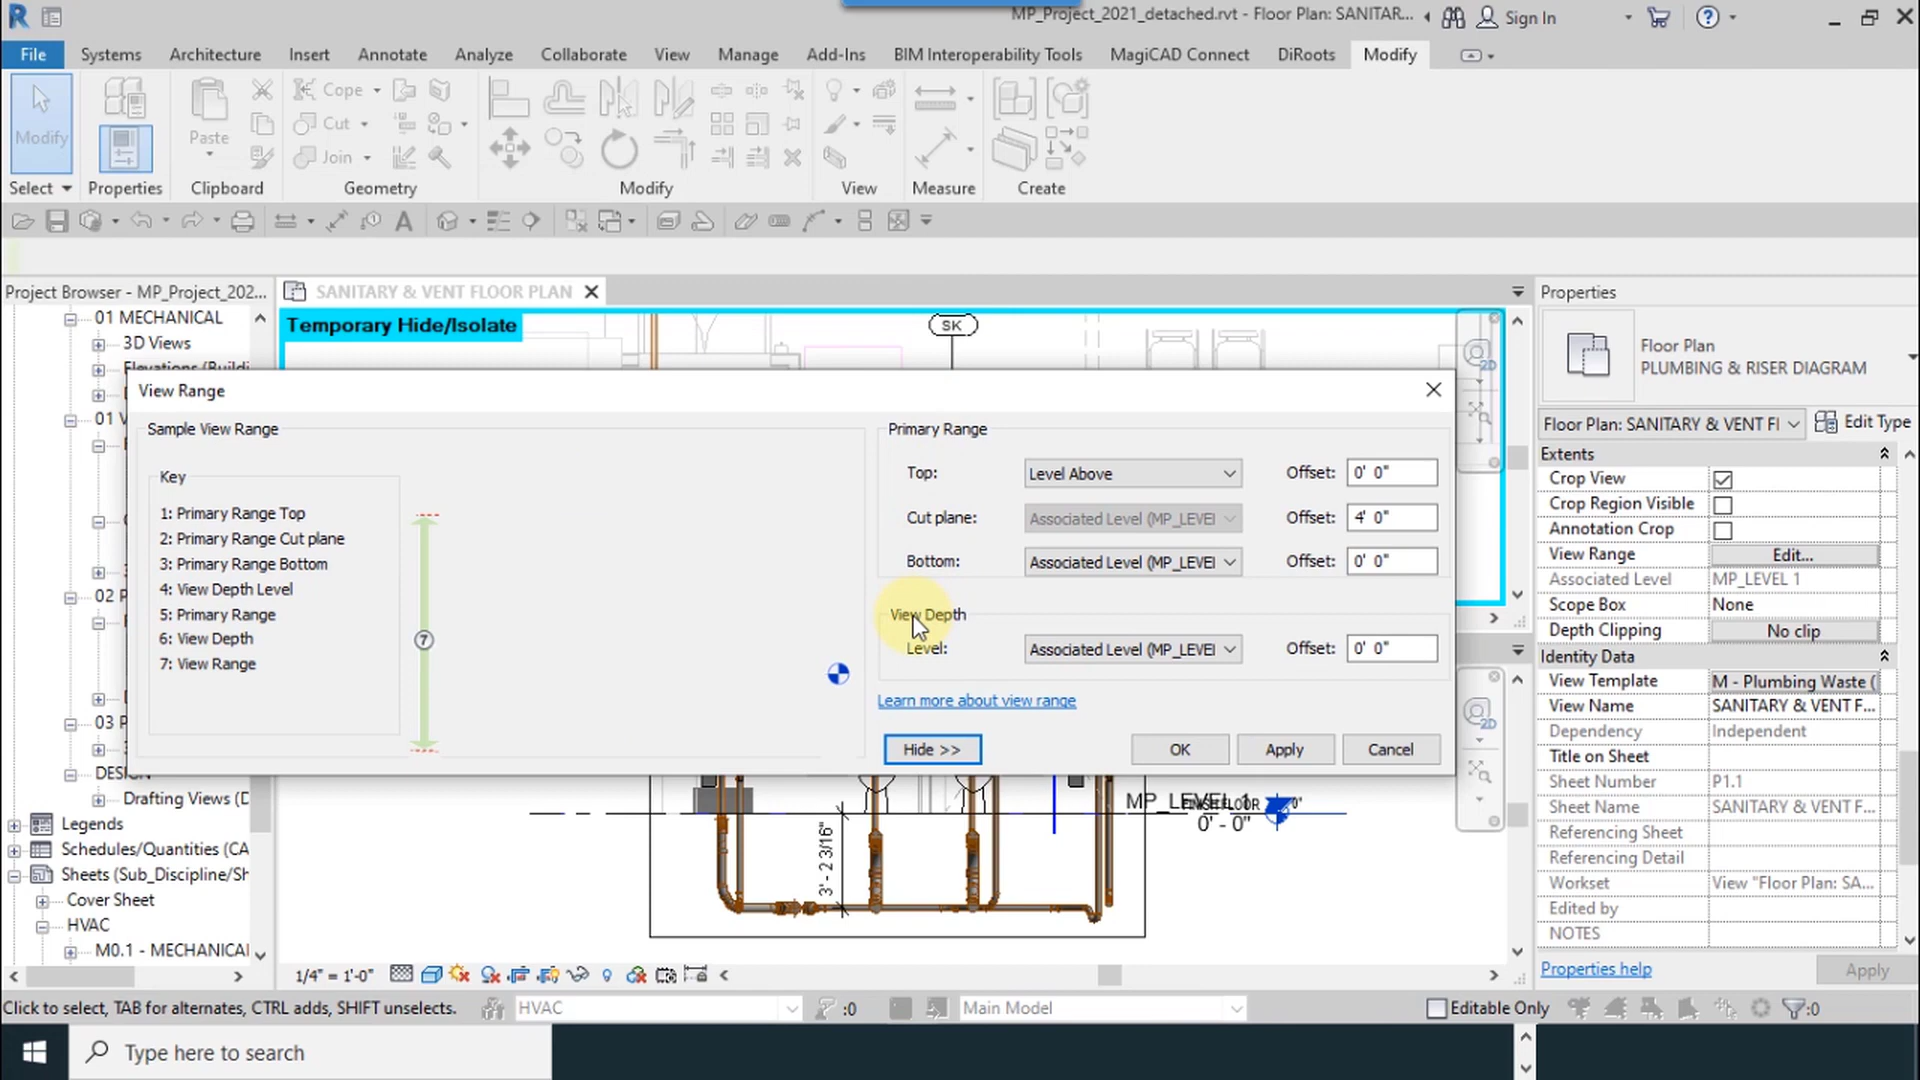 MP_Project_2021_detached.rvt - Floor Plan: SANITAR...
Sign In
File
Systems
Architecture
Insert
Annotate
Analyze
Collaborate
View
Manage
Add-Ins
BIM Interoperability Tools
MagiCAD Connect
DiRoots
Modify
Modify
Paste
Cope
Cut
Join
Select
Properties
Clipboard
Geometry
Modify
View
Measure
Create
Project Browser - MP_Project_202...
SANITARY & VENT FLOOR PLAN
Properties
01 MECHANICAL
3D Views
Elevations (Buildi
01 V
02 P
03 P
DESIGN
Drafting Views (D
Legends
Schedules/Quantities (CA
Sheets (Sub_Discipline/Sh
Cover Sheet
HVAC
M0.1 - MECHANICAL
Temporary Hide/Isolate
SK
2D
View Range
Sample View Range
Key
1: Primary Range Top
2: Primary Range Cut plane
3: Primary Range Bottom
4: View Depth Level
5: Primary Range
6: View Depth
7: View Range
7
Primary Range
Top: Level Above Offset: 0' 0"
Cut plane: Associated Level (MP_LEVEL Offset: 4' 0"
Bottom: Associated Level (MP_LEVEL Offset: 0' 0"
View Depth
Level: Associated Level (MP_LEVEL Offset: 0' 0"
Learn more about view range
Hide >>
OK
Apply
Cancel
MP_LEVEL 1
FINISH FLOOR
0' - 0"
3' - 2 3/16"
2D
Floor Plan
PLUMBING & RISER DIAGRAM
Floor Plan: SANITARY & VENT Fl
Edit Type
Extents
Crop View
Crop Region Visible
Annotation Crop
View Range Edit...
Associated Level MP_LEVEL 1
Scope Box None
Depth Clipping No clip
Identity Data
View Template M - Plumbing Waste (
View Name SANITARY & VENT F...
Dependency Independent
Title on Sheet
Sheet Number P1.1
Sheet Name SANITARY & VENT F...
Referencing Sheet
Referencing Detail
Workset View "Floor Plan: SA...
Edited by
NOTES
Properties help
Apply
1/4" = 1'-0"
Click to select, TAB for alternates, CTRL adds, SHIFT unselects.
HVAC
:0
Main Model
Editable Only
:0
Type here to search